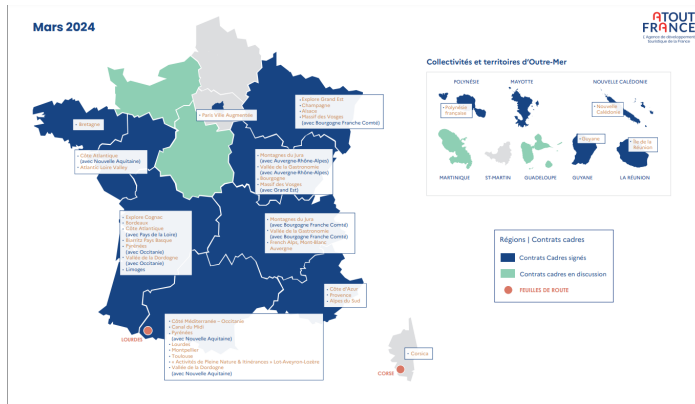 Mars 2024
ATOUT
FRANCE
L'Agence de développement
touristique de la France
• Explore Grand Est
• Champagne
• Alsace
• Massif des Vosges
(avec Bourgogne Franche Comté)
• Paris Ville Augmentée
• Bretagne
• Côte Atlantique
(avec Nouvelle Aquitaine)
• Atlantic Loire Valley
• Montagnes du Jura
(avec Auvergne-Rhône-Alpes)
• Vallée de la Gastronomie
(avec Auvergne-Rhône-Alpes)
• Bourgogne
• Massif des Vosges
(avec Grand Est)
• Explore Cognac
• Bordeaux
• Côte Atlantique
(avec Pays de la Loire)
• Biarritz Pays Basque
• Pyrénées
(avec Occitanie)
• Vallée de la Dordogne
(avec Occitanie)
• Limoges
• Montagnes du Jura
(avec Bourgogne Franche Comté)
• Vallée de la Gastronomie
(avec Bourgogne Franche Comté)
• French Alps, Mont-Blanc
Auvergne
• Côte d'Azur
• Provence
• Alpes du Sud
LOURDES
• Côté Méditerranée - Occitanie
• Canal du Midi
• Pyrénées
(avec Nouvelle Aquitaine)
• Lourdes
• Montpellier
• Toulouse
• « Activités de Pleine Nature & Itinérances » Lot-Aveyron-Lozère
• Vallée de la Dordogne
(avec Nouvelle Aquitaine)
• Corsica
CORSE
Collectivités et territoires d'Outre-Mer
POLYNÉSIE
MAYOTTE
NOUVELLE CALÉDONIE
• Polynésie
française
• Nouvelle
Calédonie
• Guyane
• Île de la
Réunion
MARTINIQUE
ST-MARTIN
GUADELOUPE
GUYANE
LA RÉUNION
Régions | Contrats cadres
Contrats Cadres signés
Contrats cadres en discussion
FEUILLES DE ROUTE